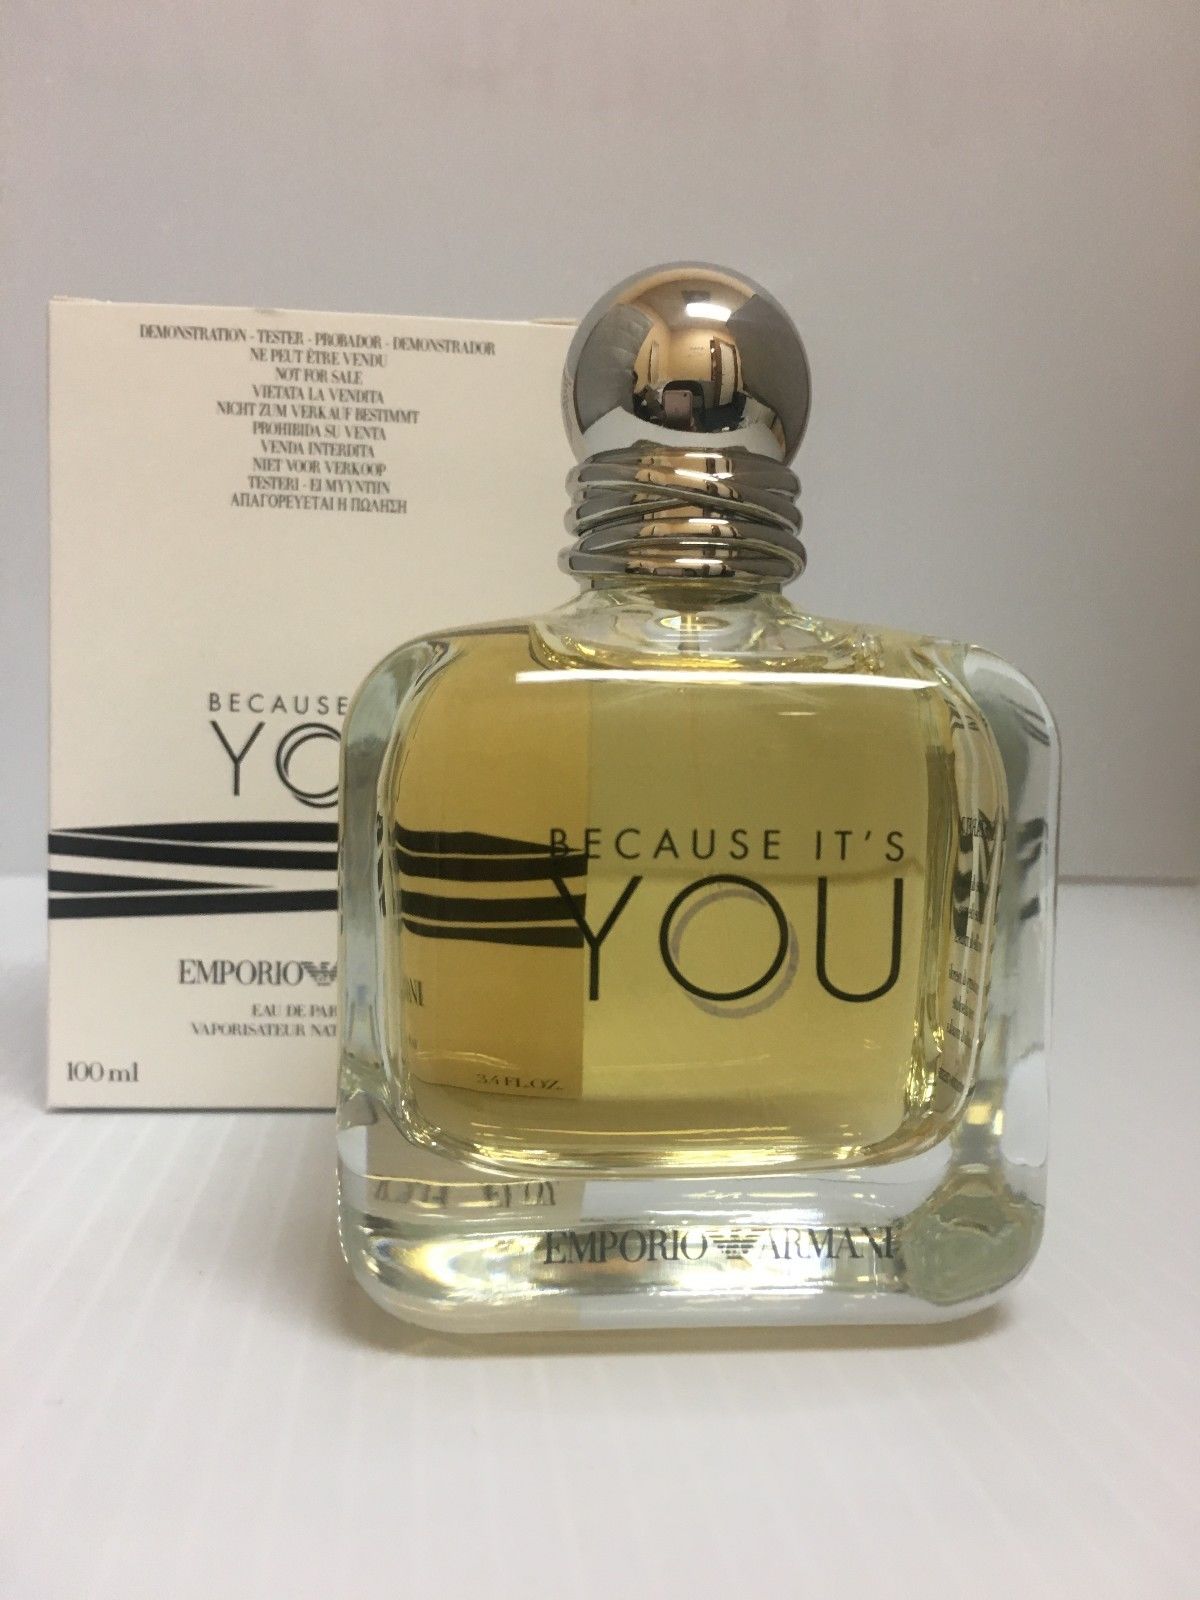 DEMONSTRATION - TESTER - PROBADOR - DEMONSTRADOR
NE PEUT ÊTRE VENDU
NOT FOR SALE
VIETATA LA VENDITA
NICHT ZUM VERKAUF BESTIMMT
PROHIBIDA SU VENTA
VENDA INTERDITA
NIET VOOR VERKOOP
TESTERI - EI MYYNTIIN
ΑΠΑΓΟΡΕΥΕΤΑΙ Η ΠΩΛΗΣΗ
BECAUSE
YO
EMPORIO
EAU DE PAR
VAPORISATEUR NAT
100 ml
3.4 FL.OZ.
BECAUSE IT'S
YOU
EMPORIO ARMANI